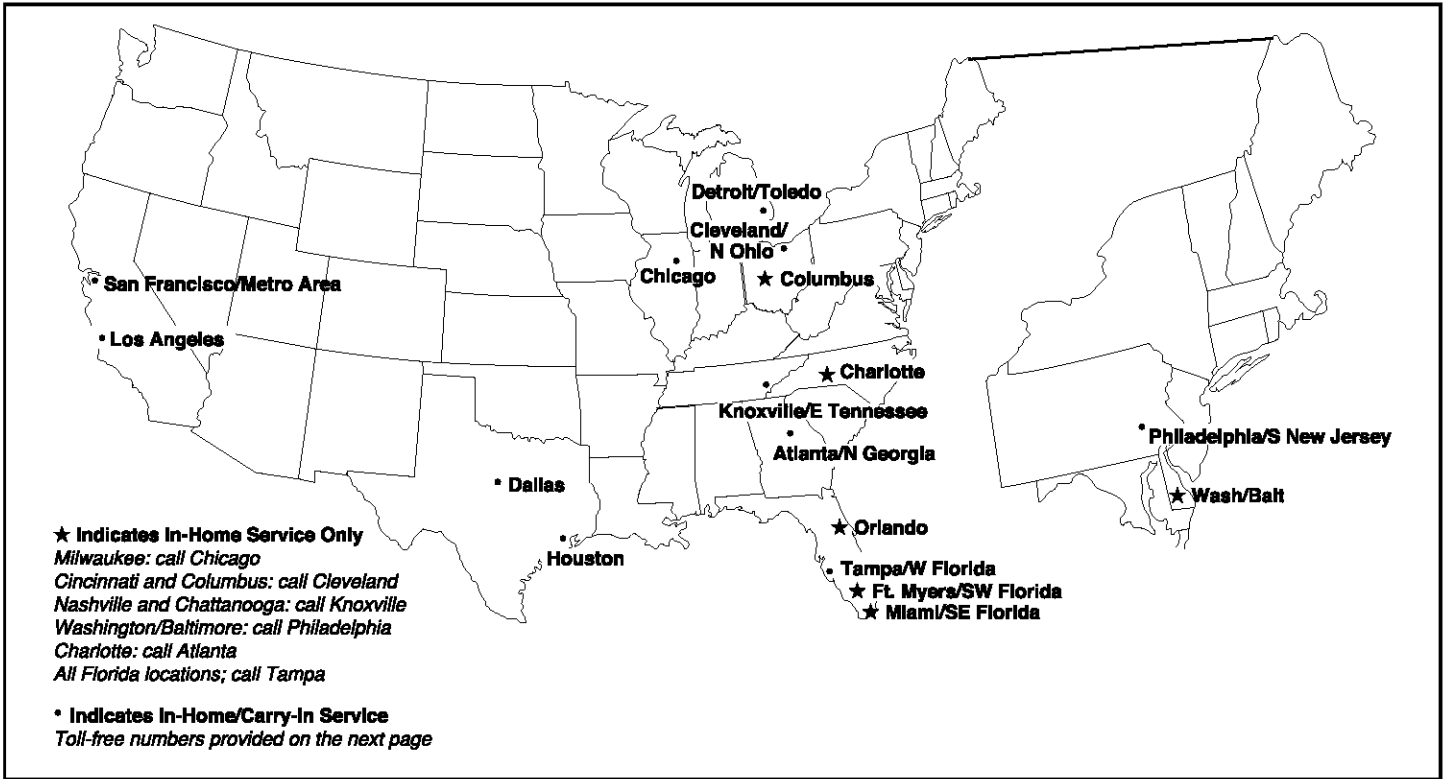 Detroit/Toledo
Cleveland/
N Ohio
Chicago
Columbus
San Francisco/Metro Area
Los Angeles
Charlotte
Knoxville/E Tennessee
Atlanta/N Georgia
Philadelphia/S New Jersey
Wash/Balt
Dallas
Houston
Orlando
Tampa/W Florida
Ft. Myers/SW Florida
Miami/SE Florida
★ Indicates In-Home Service Only
Milwaukee: call Chicago
Cincinnati and Columbus: call Cleveland
Nashville and Chattanooga: call Knoxville
Washington/Baltimore: call Philadelphia
Charlotte: call Atlanta
All Florida locations; call Tampa
• Indicates In-Home/Carry-In Service
Toll-free numbers provided on the next page